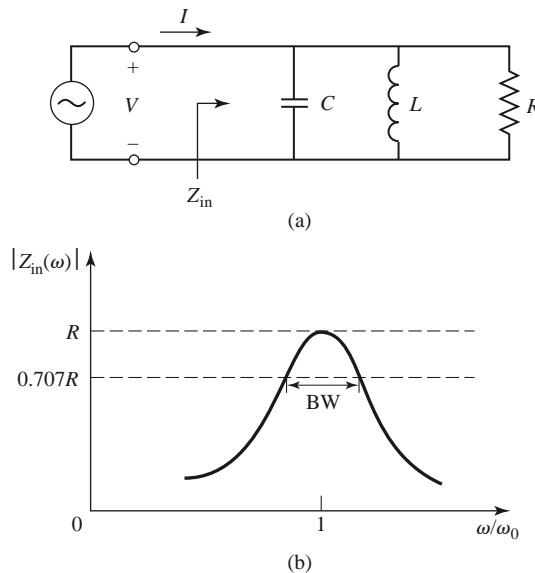 I
+
V
C
L
R
−
Z_in
(a)
|Z_in(ω)|
R
0.707R
BW
0
1
ω/ω_0
(b)